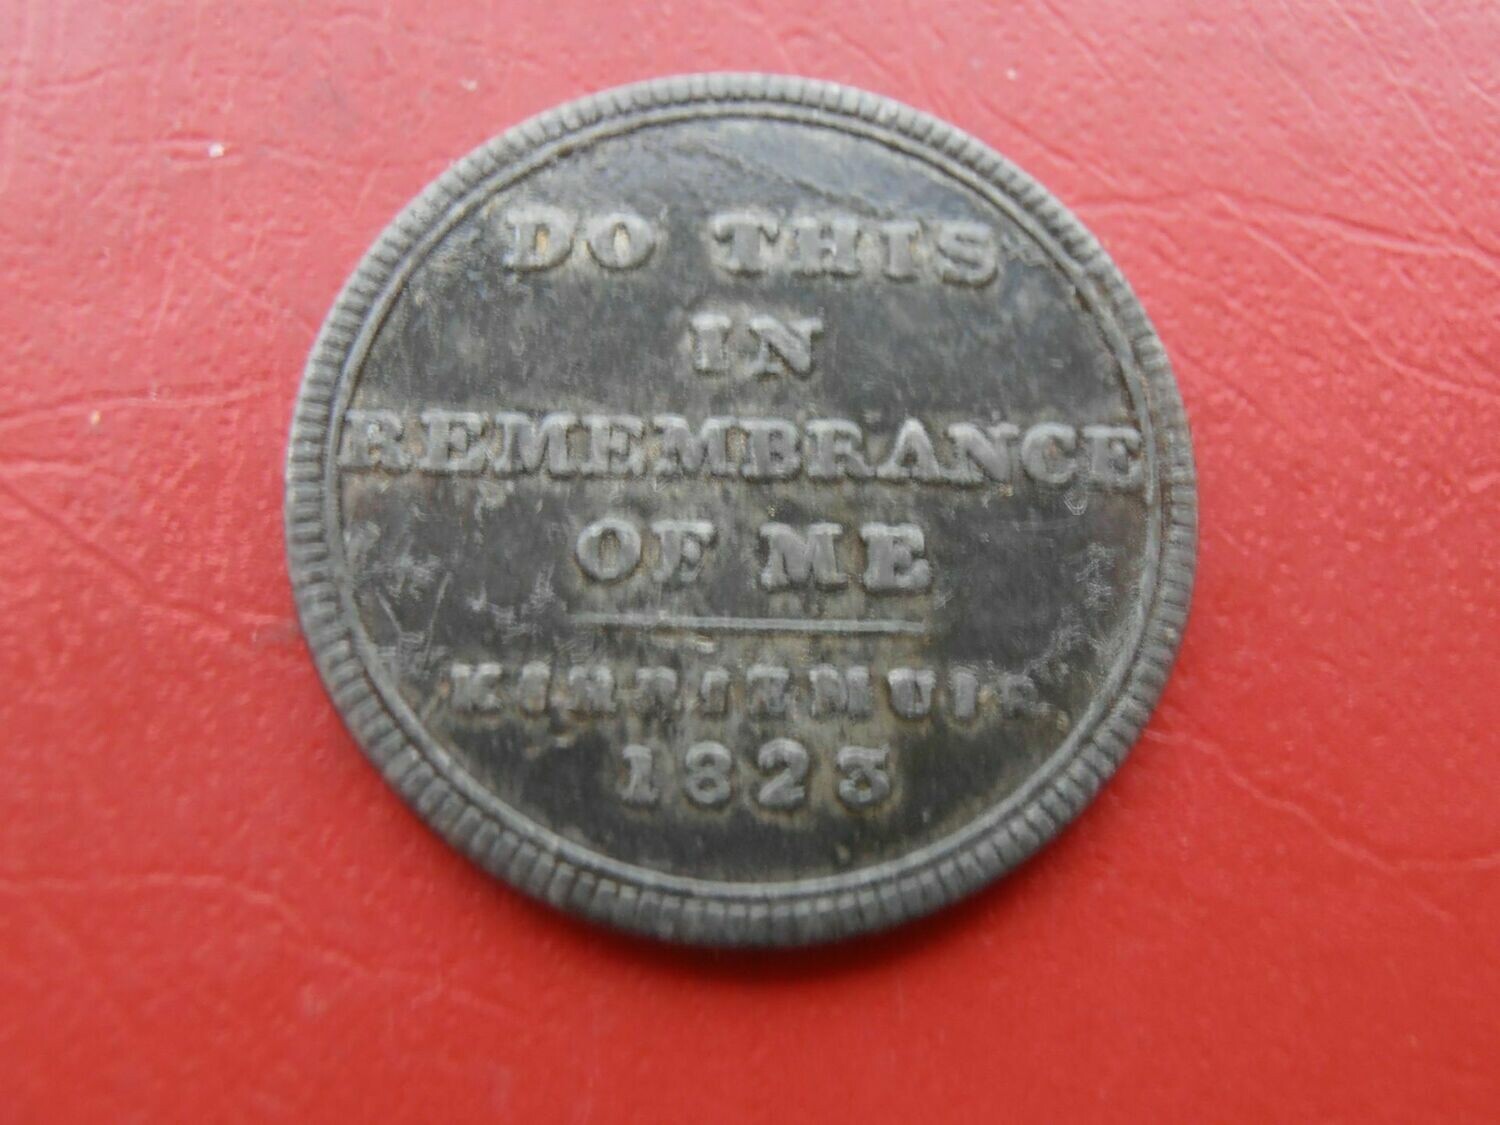 DO THIS
IN
REMEMBRANCE
OF ME
KIRRIEMUIR
1823